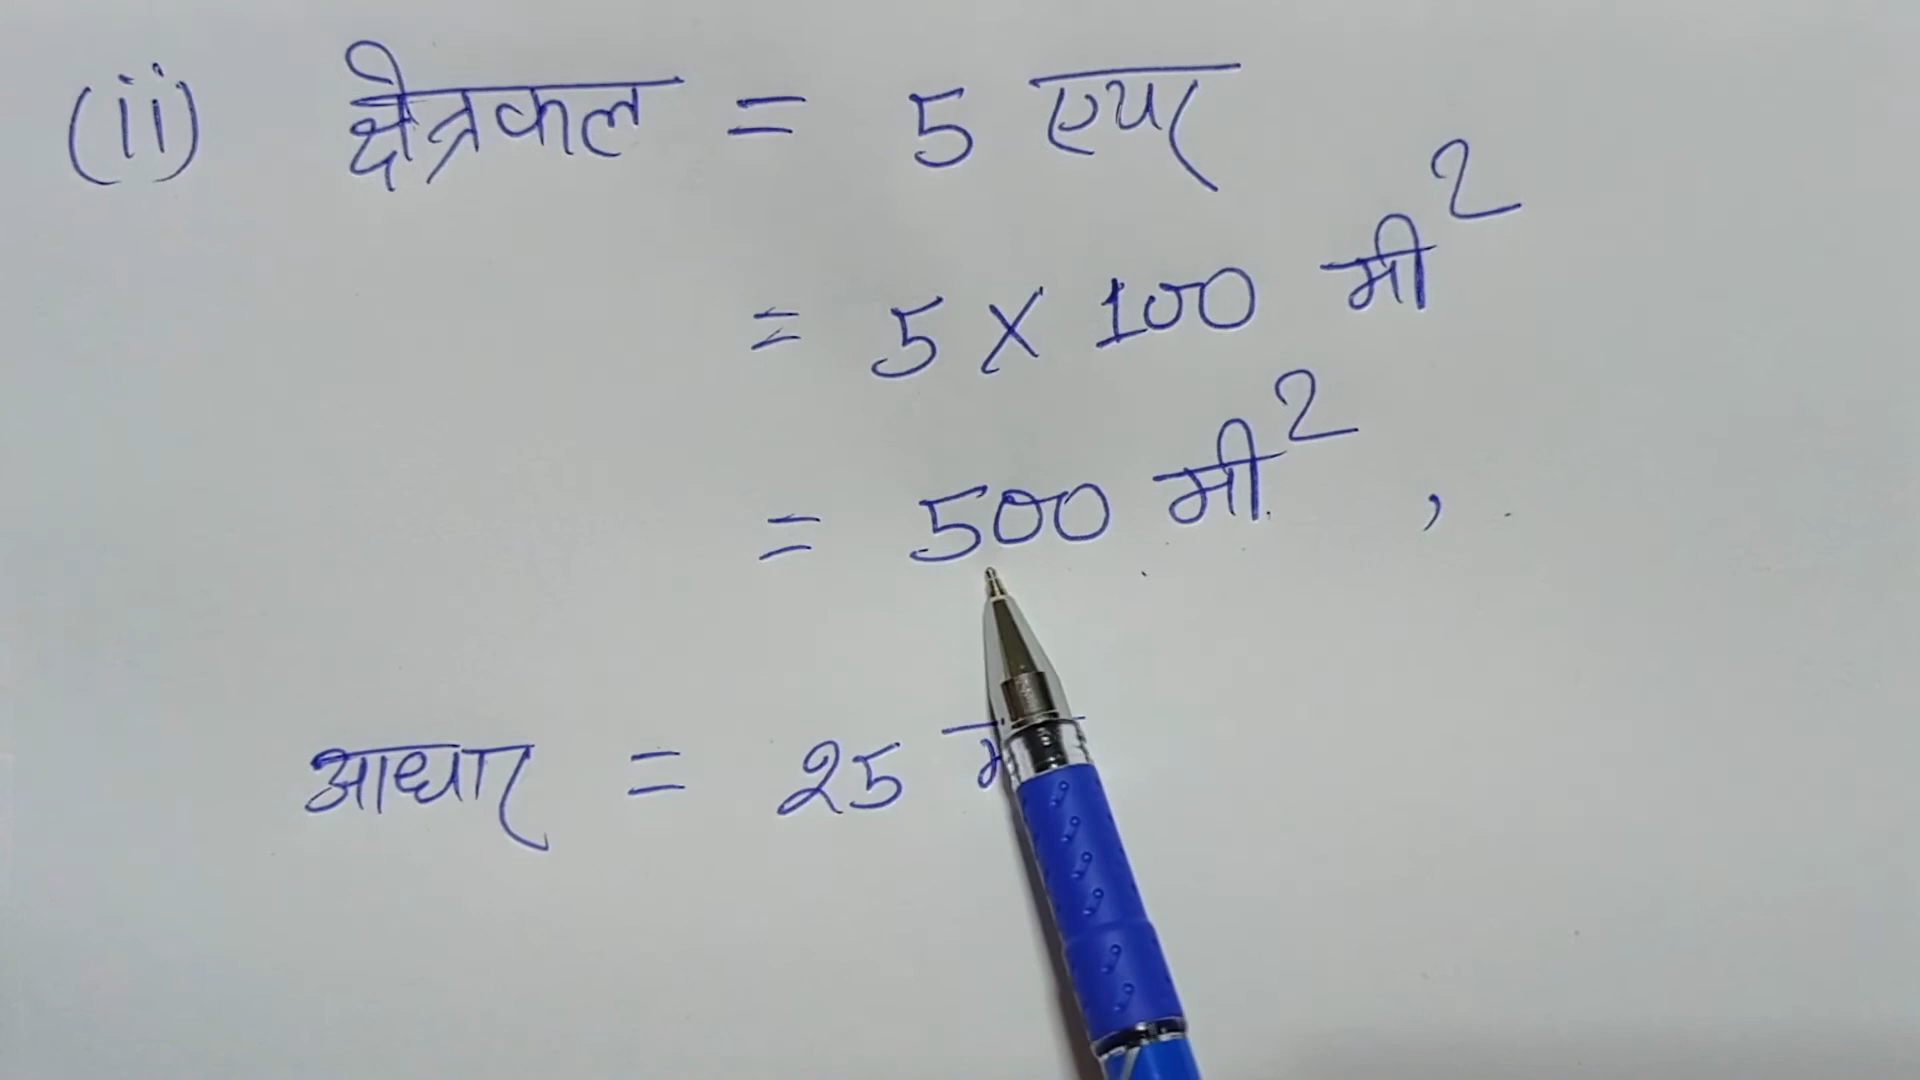 (ii) क्षेत्रफल = 5 एयर
= 5 × 100 मी²
= 500 मी² ,
आधार = 25